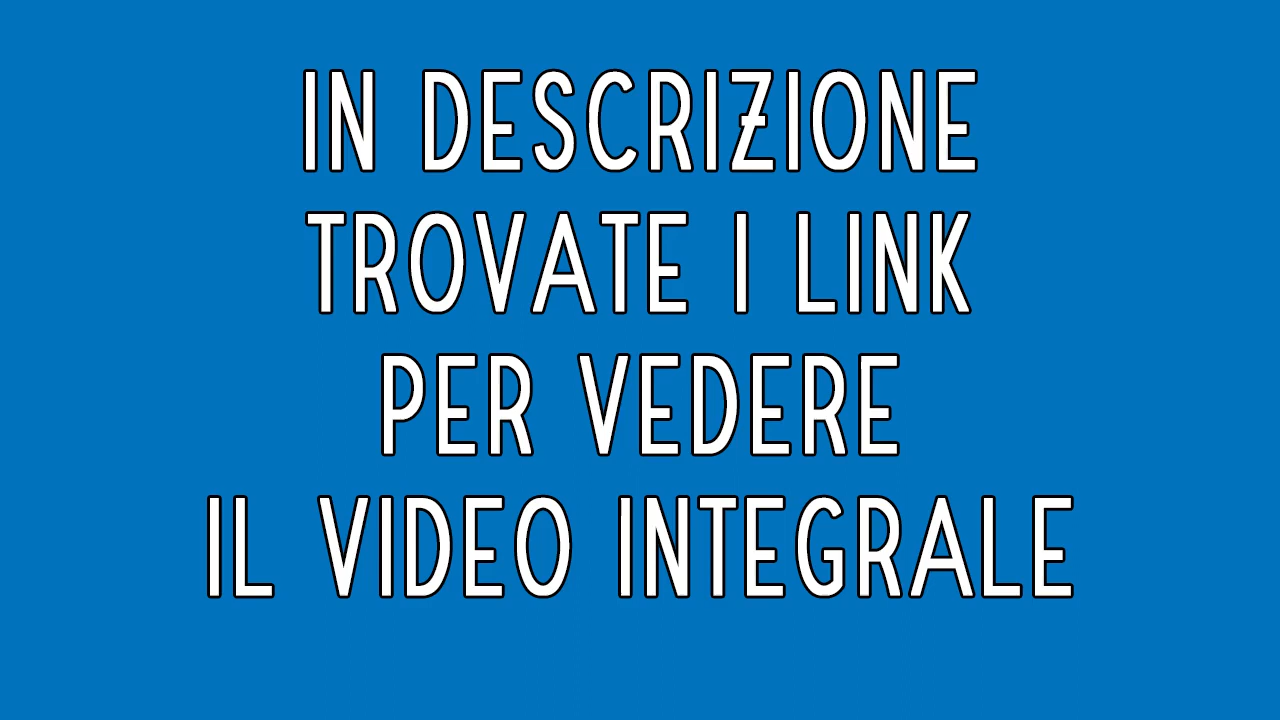 IN DESCRIZIONE
TROVATE I LINK
PER VEDERE
IL VIDEO INTEGRALE